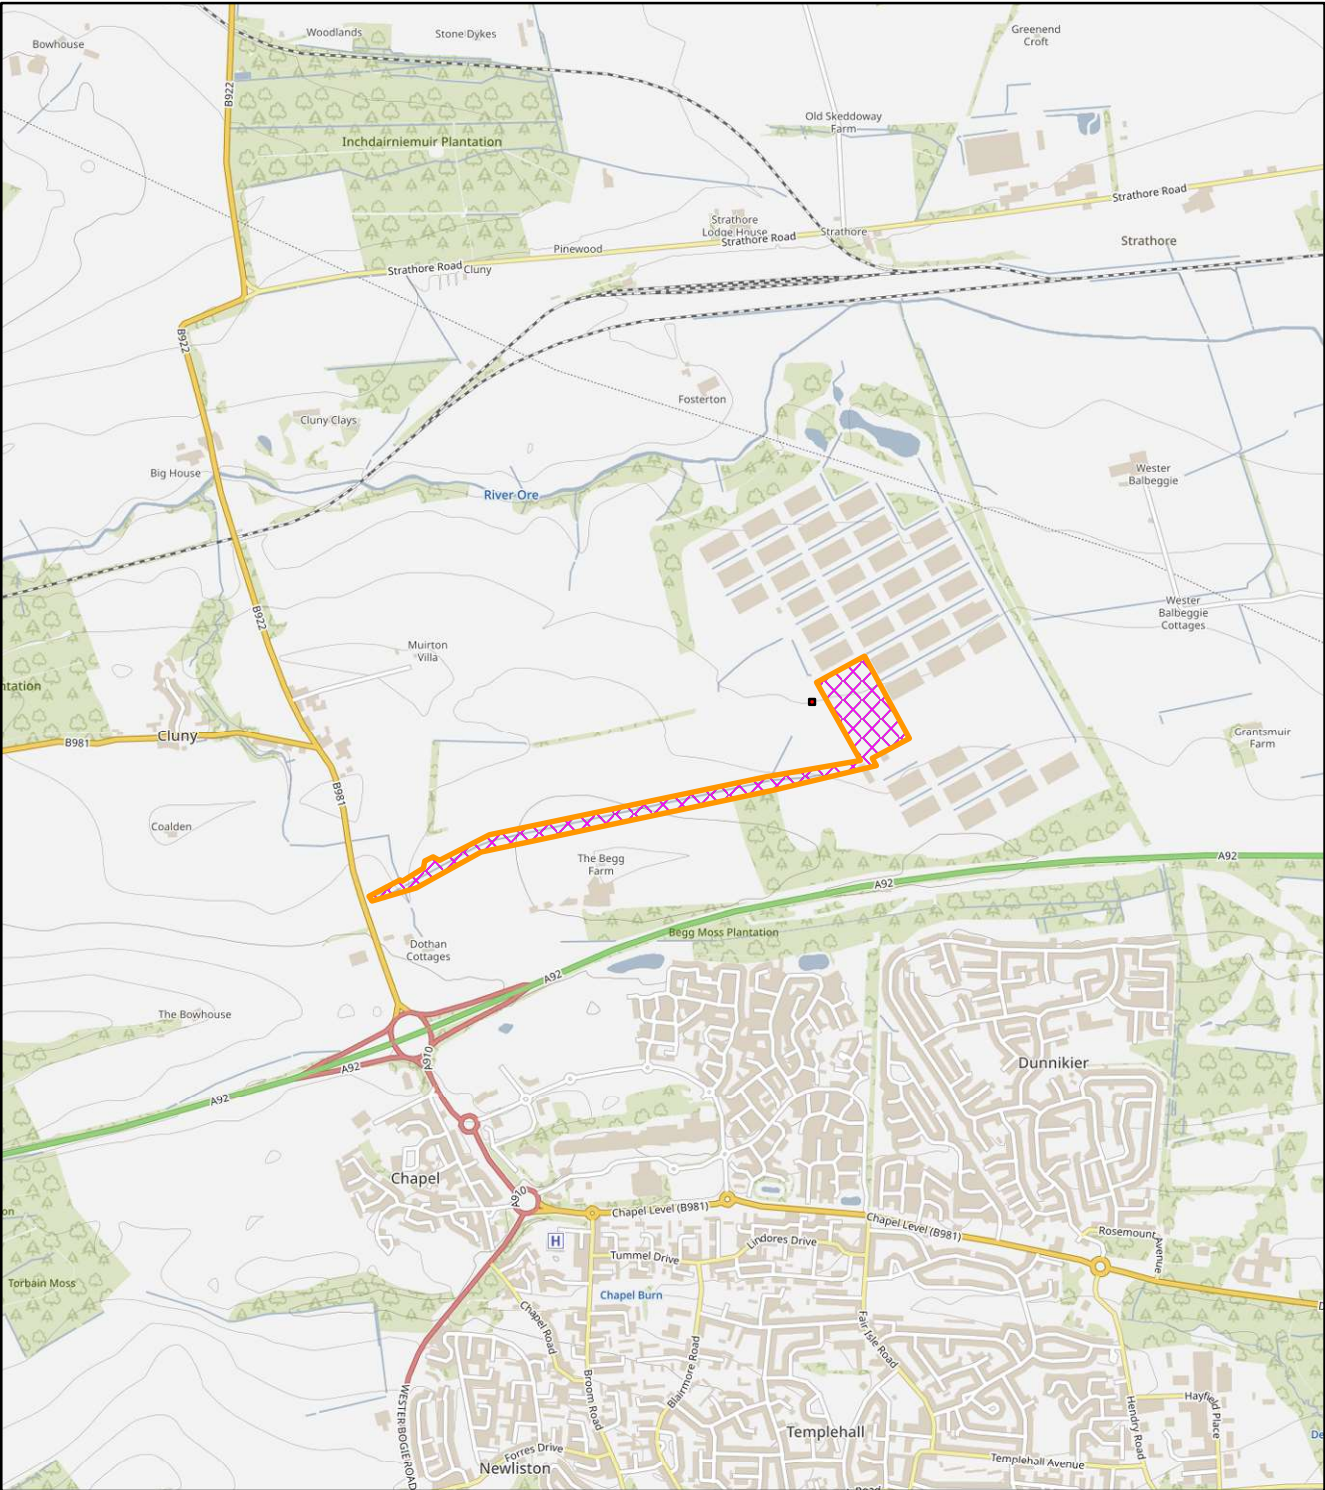 Woodlands
Stone Dykes
Greenend
Croft
Bowhouse
B922
Old Skeddoway
Farm
Inchdairniemuir Plantation
Strathore Road
Strathore
Lodge House
Strathore
Strathore Road
Strathore
Pinewood
Strathore Road
Cluny
B922
Fosterton
Cluny Clays
Big House
Wester
Balbeggie
River Ore
B922
Wester
Balbeggie
Cottages
Muirton
Villa
ntation
Cluny
B981
Grantsmuir
Farm
B981
Coalden
The Begg
Farm
A92
A92
Begg Moss Plantation
Dothan
Cottages
A92
The Bowhouse
A910
A92
Dunnikier
A92
Chapel
A910
on
Chapel Level (B981)
Chapel Level (B981)
Rosemount
Avenue
H
Lindores Drive
Tummel Drive
Torbain Moss
Chapel Burn
D
Chapel Road
Fair Isle Road
Blairmore Road
Broom Road
WESTER BOGIE ROAD
Hendry Road
Hayfield Place
Templehall
De
Forres Drive
Templehall Avenue
Newliston
Road